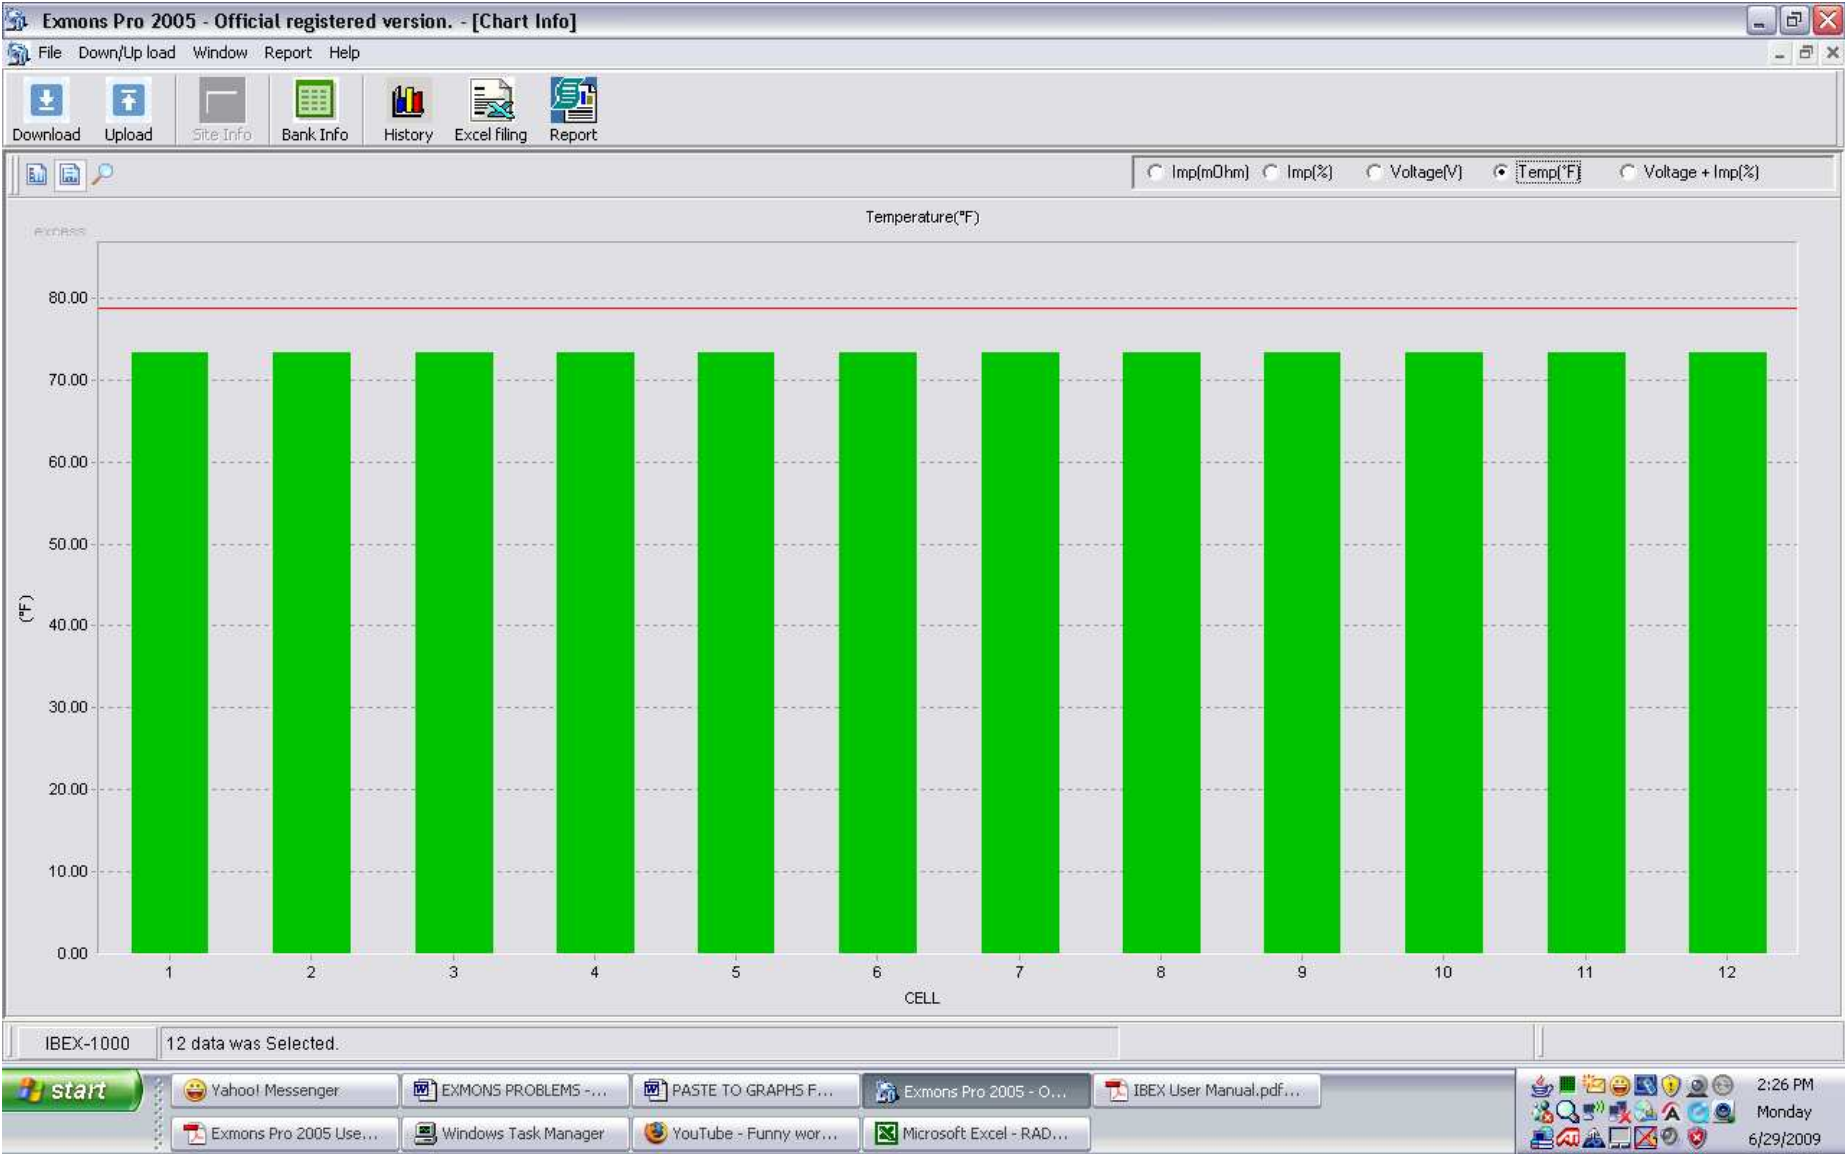 Exmons Pro 2005 - Official registered version. - [Chart Info]
File Down/Up load Window Report Help
Download Upload Site Info Bank Info History Excel filing Report
Imp(mOhm) Imp(%) Voltage(V) Temp(°F) Voltage + Imp(%)
Temperature(°F)
excess
80.00
70.00
60.00
50.00
(°F)
40.00
30.00
20.00
10.00
0.00
1 2 3 4 5 6 7 8 9 10 11 12
CELL
IBEX-1000 12 data was Selected.
start Yahoo! Messenger EXMONS PROBLEMS -... PASTE TO GRAPHS F... Exmons Pro 2005 - O... IBEX User Manual.pdf... 2:26 PM
Monday
Exmons Pro 2005 Use... Windows Task Manager YouTube - Funny wor... Microsoft Excel - RAD... 6/29/2009